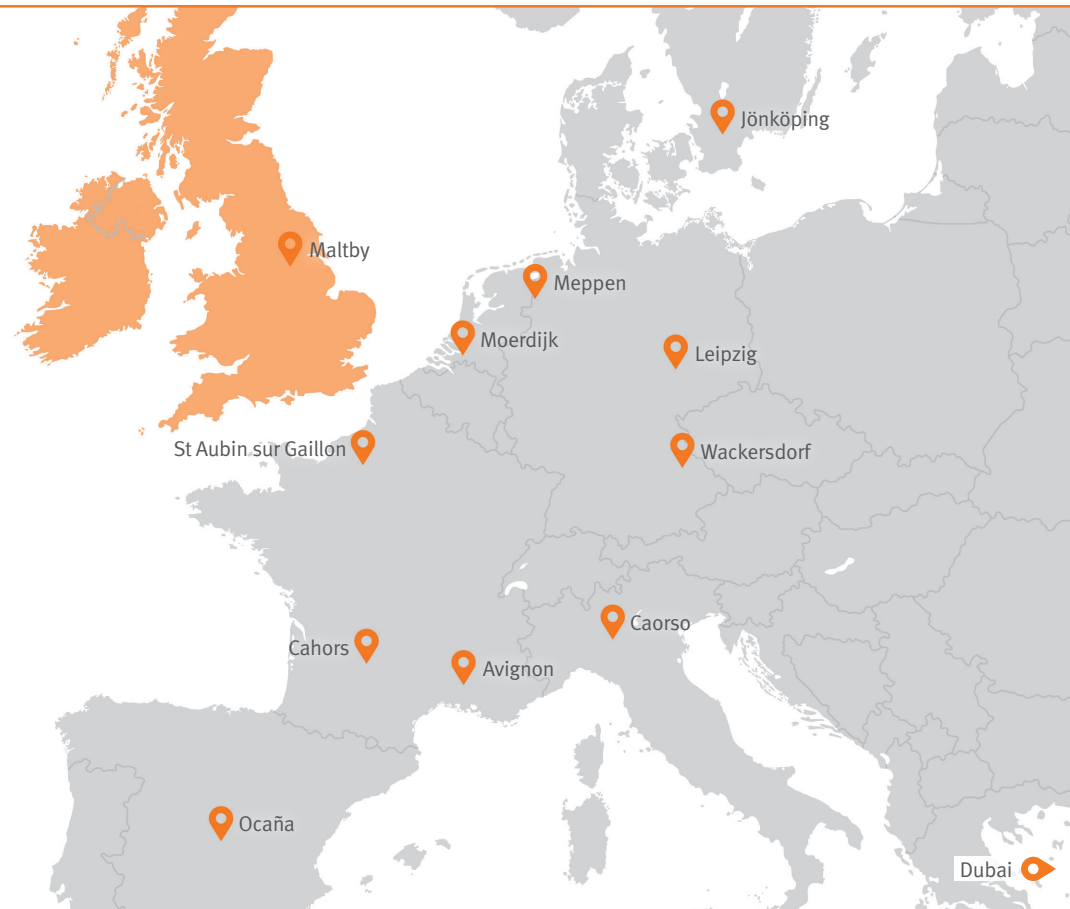 Jönköping
Maltby
Meppen
Moerdijk
Leipzig
St Aubin sur Gaillon
Wackersdorf
Caorso
Cahors
Avignon
Ocaña
Dubai